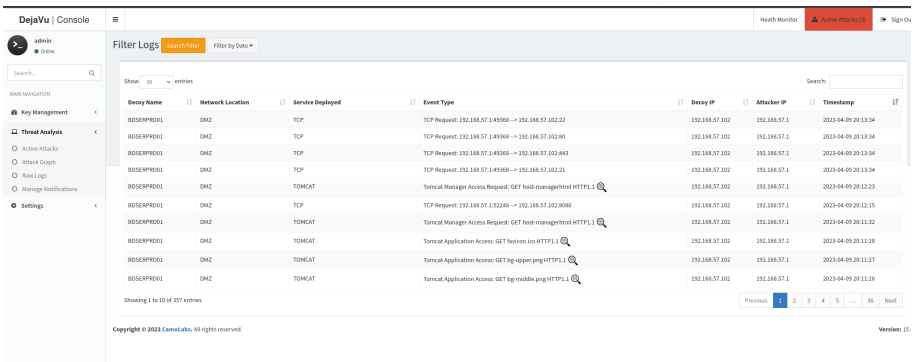 DejaVu | Console
Heath Monitor
Active Attacks (3)
Sign Ou
admin
Online
Filter Logs
Search Filter
Filter by Date
Search...
MAIN NAVIGATION
Key Management
Threat Analysis
Active Attacks
Attack Graph
Raw Logs
Manage Notifications
Settings
Show 10 entries
Search:
Decoy Name Network Location Service Deployed Event Type Decoy IP Attacker IP Timestamp
BDSERPRD01 DMZ TCP TCP Request: 192.168.57.1:49368 --> 192.168.57.102:22 192.168.57.102 192.168.57.1 2023-04-09 20:13:34
BDSERPRD01 DMZ TCP TCP Request: 192.168.57.1:49368 --> 192.168.57.102:80 192.168.57.102 192.168.57.1 2023-04-09 20:13:34
BDSERPRD01 DMZ TCP TCP Request: 192.168.57.1:49368 --> 192.168.57.102:443 192.168.57.102 192.168.57.1 2023-04-09 20:13:34
BDSERPRD01 DMZ TCP TCP Request: 192.168.57.1:49368 --> 192.168.57.102:21 192.168.57.102 192.168.57.1 2023-04-09 20:13:34
BDSERPRD01 DMZ TOMCAT Tomcat Manager Access Request: GET host-managerhtml HTTP1.1 192.168.57.102 192.168.57.1 2023-04-09 20:12:23
BDSERPRD01 DMZ TCP TCP Request: 192.168.57.1:52248 --> 192.168.57.102:8080 192.168.57.102 192.168.57.1 2023-04-09 20:12:15
BDSERPRD01 DMZ TOMCAT Tomcat Manager Access Request: GET host-managerhtml HTTP1.1 192.168.57.102 192.168.57.1 2023-04-09 20:11:32
BDSERPRD01 DMZ TOMCAT Tomcat Application Access: GET favicon.ico HTTP1.1 192.168.57.102 192.168.57.1 2023-04-09 20:11:28
BDSERPRD01 DMZ TOMCAT Tomcat Application Access: GET bg-upper.png HTTP1.1 192.168.57.102 192.168.57.1 2023-04-09 20:11:27
BDSERPRD01 DMZ TOMCAT Tomcat Application Access: GET bg-middle.png HTTP1.1 192.168.57.102 192.168.57.1 2023-04-09 20:11:26
Showing 1 to 10 of 357 entries
Previous 1 2 3 4 5 ... 36 Next
Copyright © 2023 CamoLabs. All rights reserved.
Version: 15.